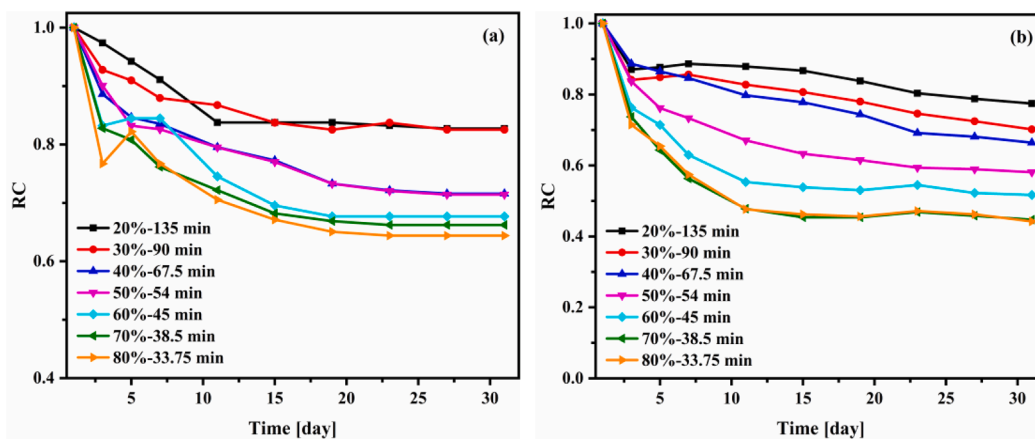 (a)
1.0
0.8
0.6
0.4
RC
20%-135 min
30%-90 min
40%-67.5 min
50%-54 min
60%-45 min
70%-38.5 min
80%-33.75 min
5 10 15 20 25 30
Time [day]
(b)
1.0
0.8
0.6
0.4
0.2
0.0
RC
20%-135 min
30%-90 min
40%-67.5 min
50%-54 min
60%-45 min
70%-38.5 min
80%-33.75 min
5 10 15 20 25 30
Time [day]